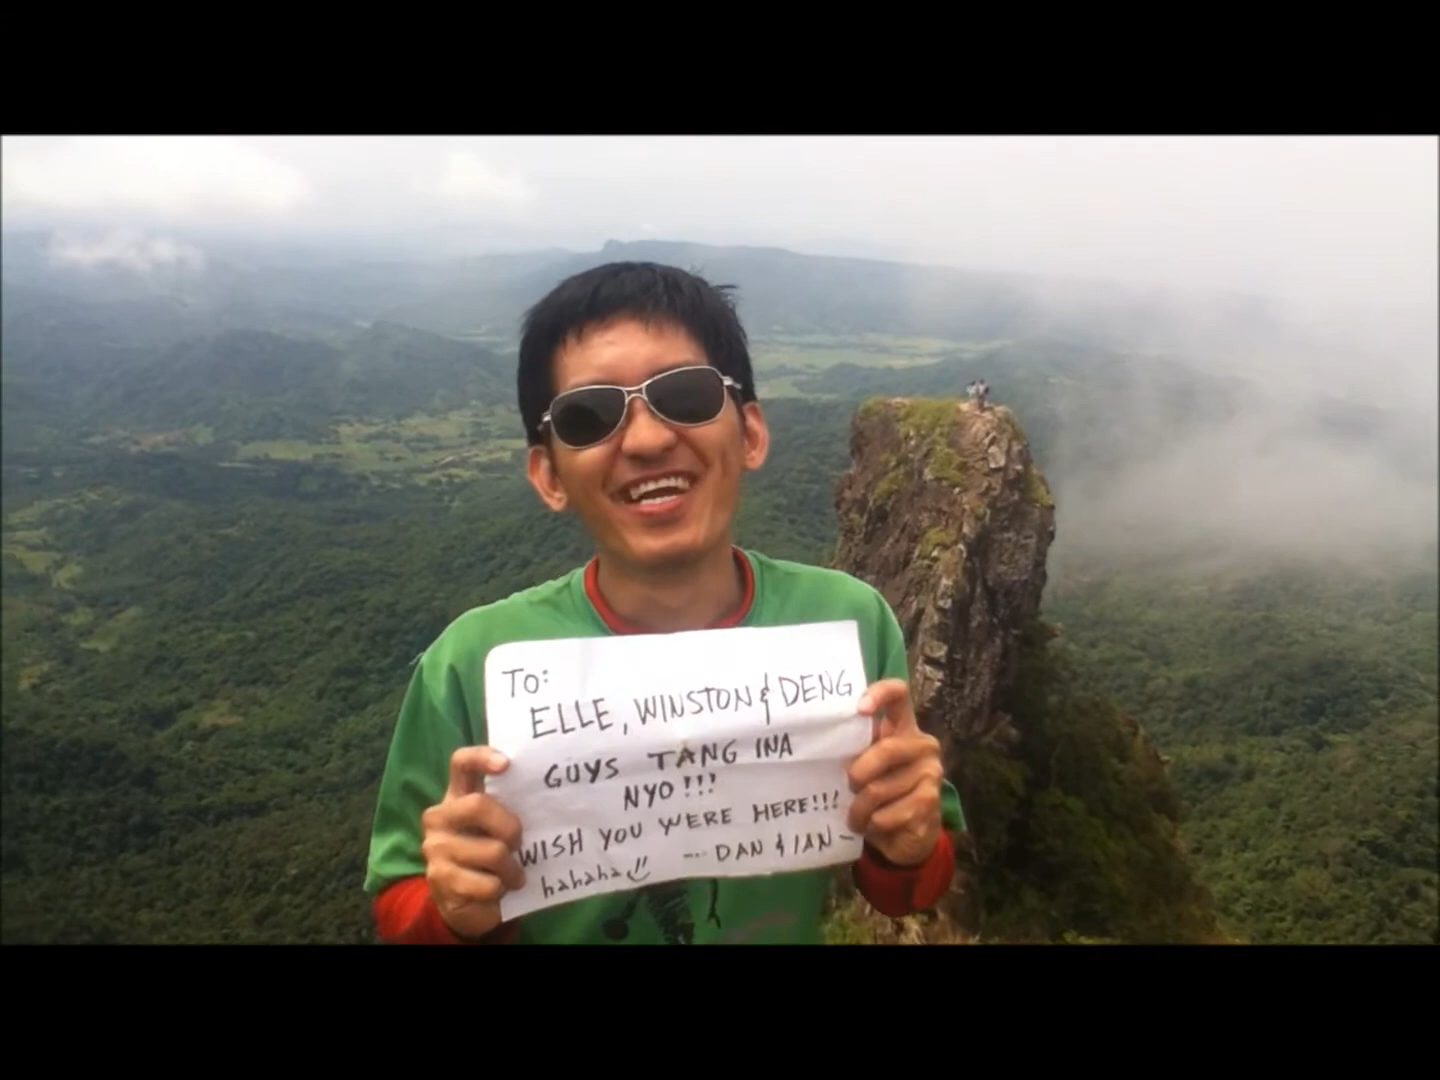 To:
ELLE, WINSTON & DENG
GUYS TANG INA
NYO!!!
WISH YOU WERE HERE!!!
hahaha --- DAN & IAN –